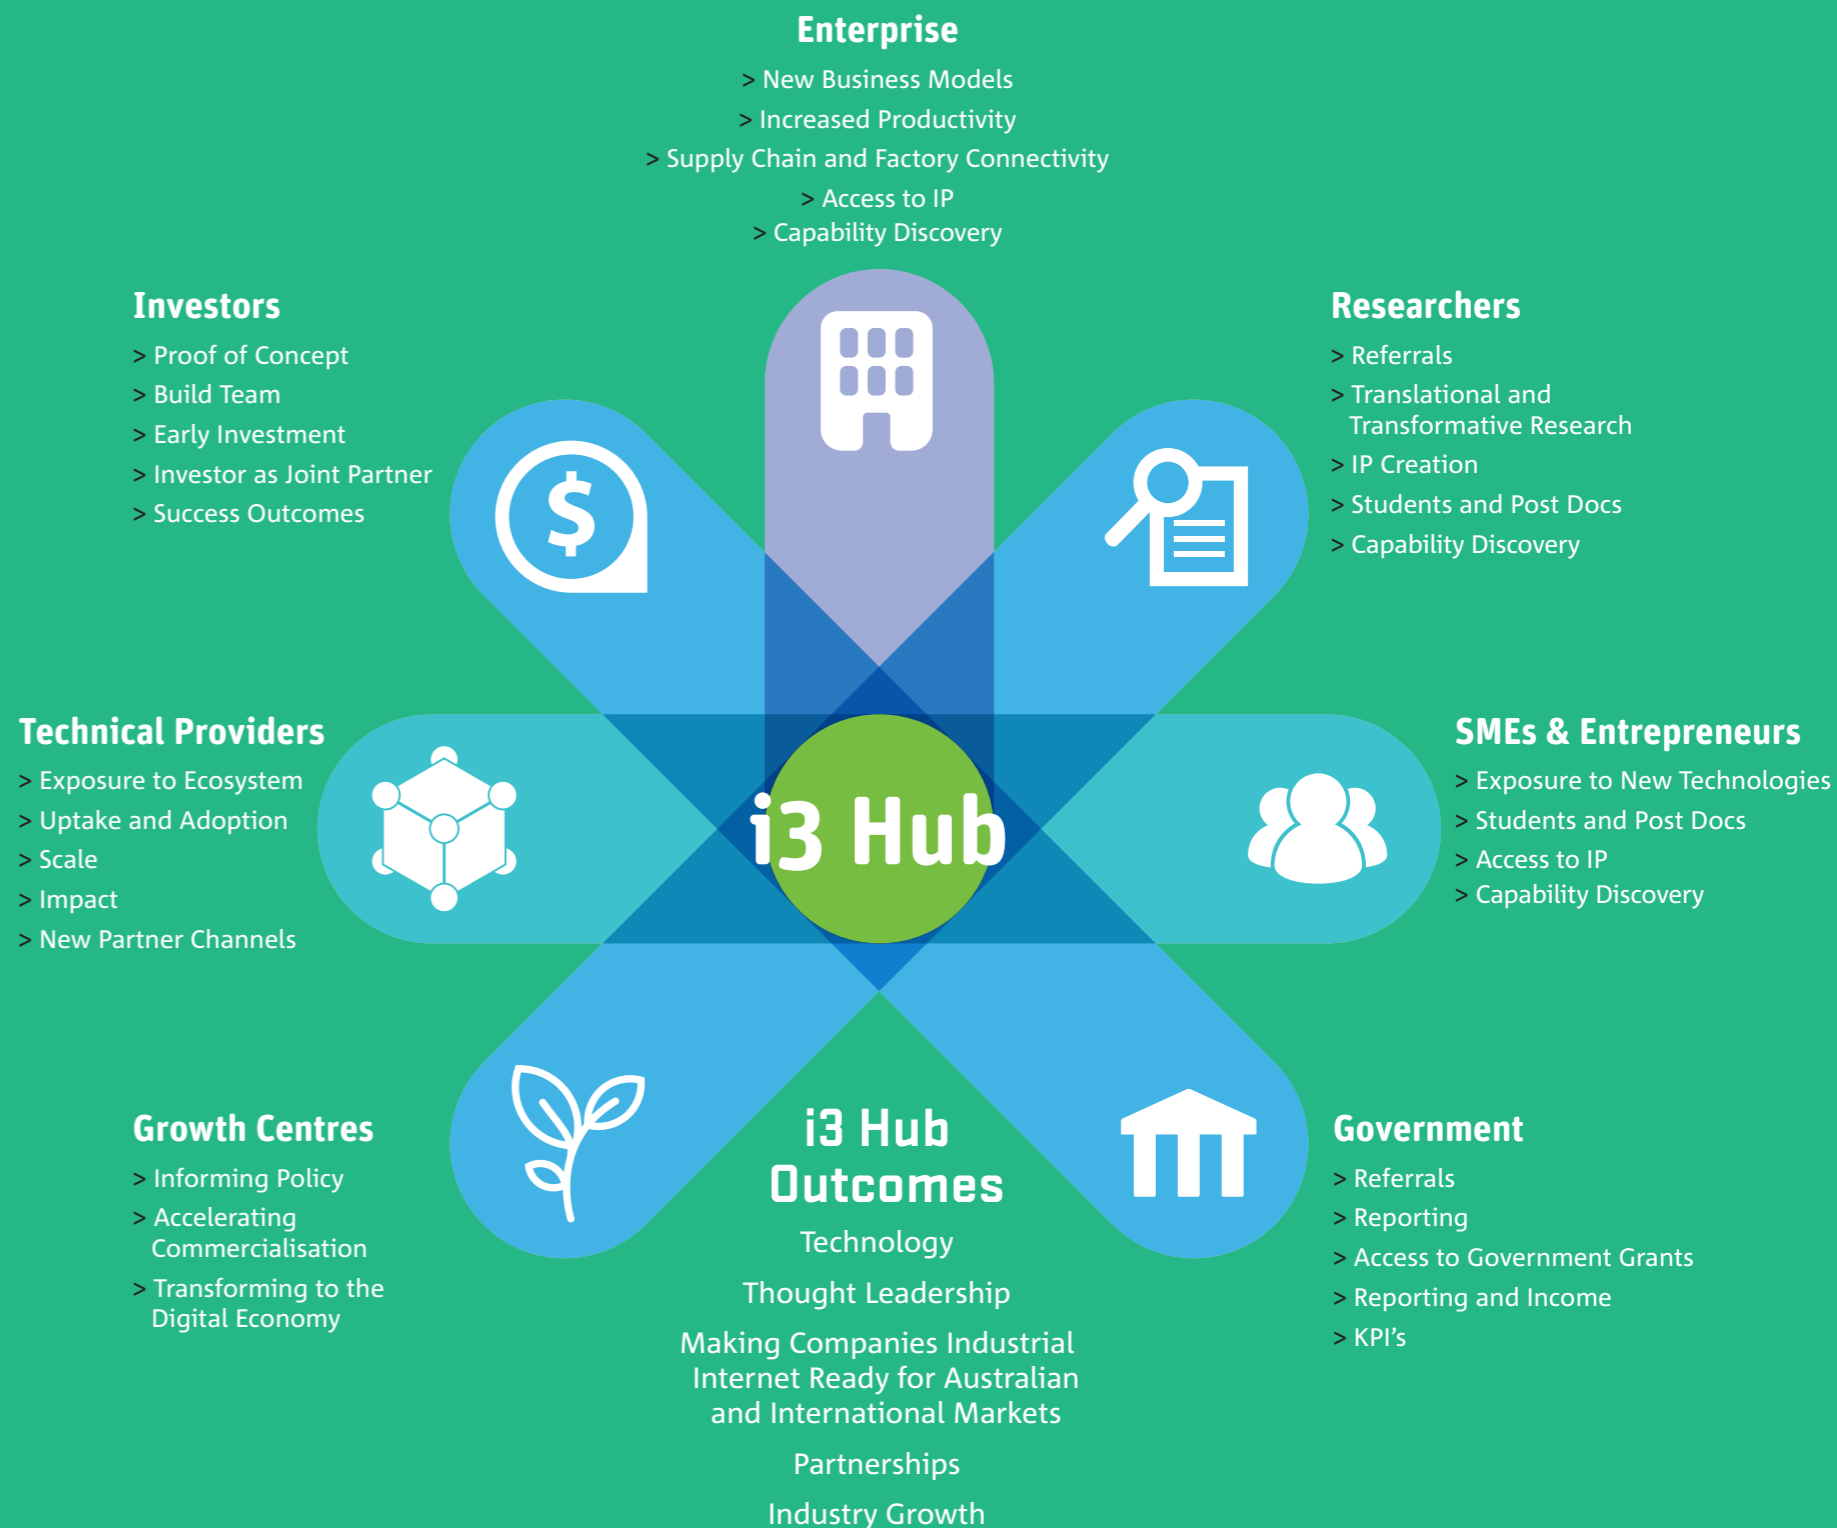 Enterprise
> New Business Models
> Increased Productivity
> Supply Chain and Factory Connectivity
> Access to IP
> Capability Discovery
Investors
> Proof of Concept
> Build Team
> Early Investment
> Investor as Joint Partner
> Success Outcomes
$
Researchers
> Referrals
> Translational and
Transformative Research
> IP Creation
> Students and Post Docs
> Capability Discovery
Technical Providers
> Exposure to Ecosystem
> Uptake and Adoption
> Scale
> Impact
> New Partner Channels
i3 Hub
SMEs & Entrepreneurs
> Exposure to New Technologies
> Students and Post Docs
> Access to IP
> Capability Discovery
Growth Centres
> Informing Policy
> Accelerating
Commercialisation
> Transforming to the
Digital Economy
i3 Hub
Outcomes
Technology
Thought Leadership
Making Companies Industrial
Internet Ready for Australian
and International Markets
Partnerships
Industry Growth
Government
> Referrals
> Reporting
> Access to Government Grants
> Reporting and Income
> KPI's